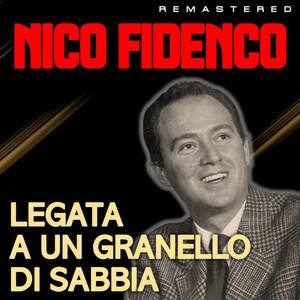 REMASTERED
NICO FIDENCO
LEGATA
A UN GRANELLO
DI SABBIA